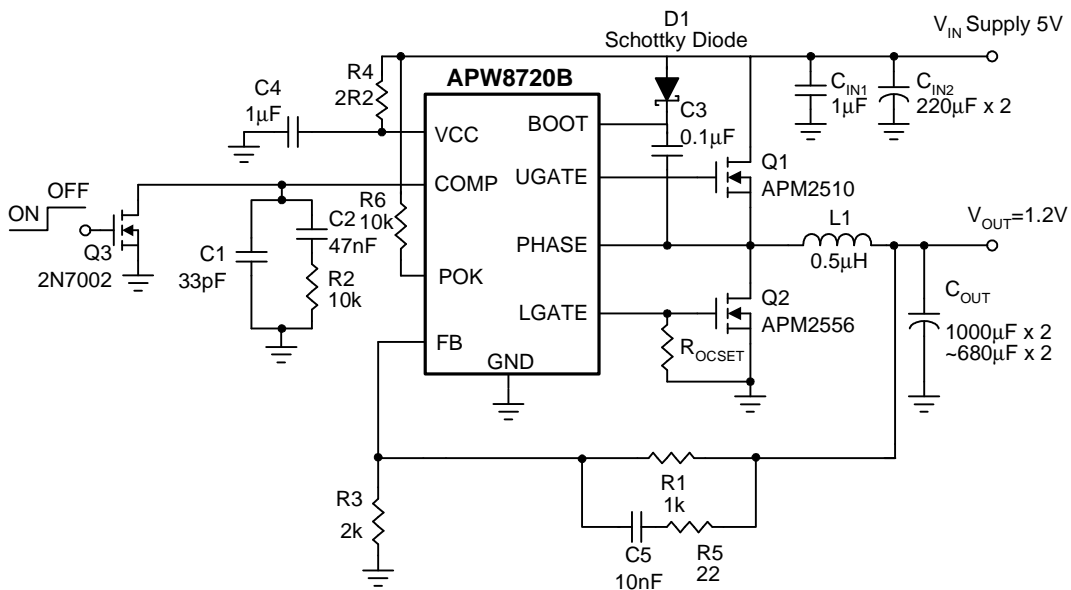 D1
Schottky Diode
V_IN Supply 5V
APW8720B
R4
2R2
C4
1μF
VCC
BOOT
C3
0.1μF
C_IN1
1μF
C_IN2
220μF x 2
OFF
ON
Q3
2N7002
COMP
UGATE
Q1
APM2510
R6
10k
C1
33pF
C2
47nF
R2
10k
PHASE
L1
0.5μH
V_OUT=1.2V
POK
LGATE
Q2
APM2556
C_OUT
1000μF x 2
~680μF x 2
FB
R_OCSET
GND
R3
2k
R1
1k
C5
10nF
R5
22